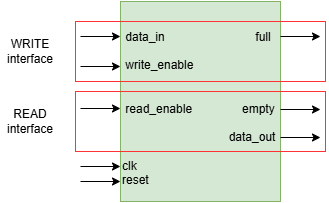 WRITE
interface
data_in
full
write_enable
READ
interface
read_enable
empty
data_out
clk
reset